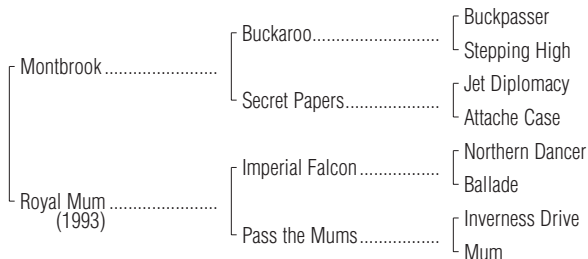 Buckpasser
Buckaroo
Stepping High
Montbrook
Jet Diplomacy
Secret Papers
Attache Case
Northern Dancer
Imperial Falcon
Ballade
Royal Mum
(1993)
Inverness Drive
Pass the Mums
Mum